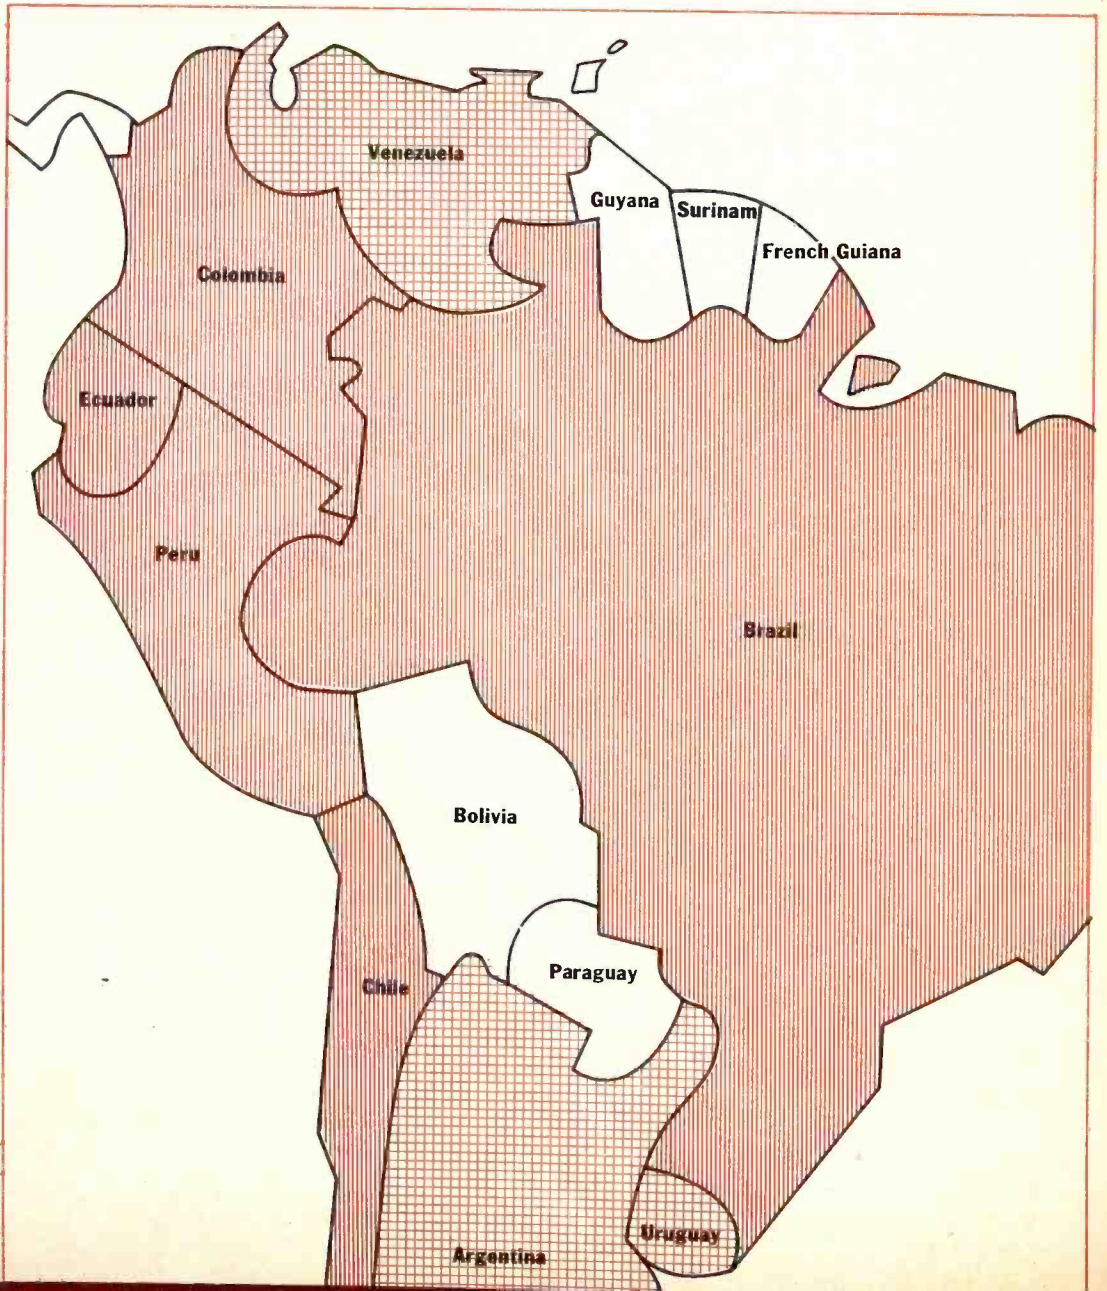 Venezuela
Guyana
Surinam
French Guiana
Colombia
Ecuador
Peru
Brazil
Bolivia
Paraguay
Chile
Uruguay
Argentina